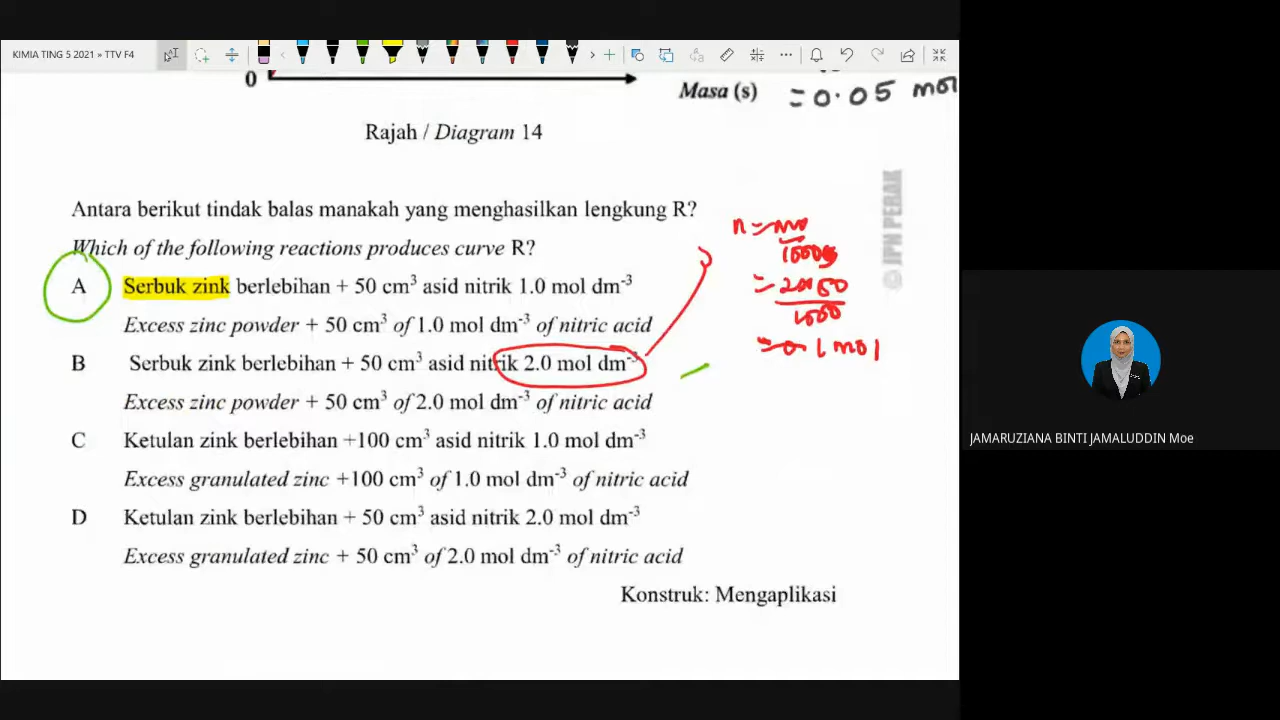 KIMIA TING 5 2021 » TTV F4
0
Masa (s)
= 0.05 mol
Rajah / Diagram 14
Antara berikut tindak balas manakah yang menghasilkan lengkung R?
Which of the following reactions produces curve R?
A Serbuk zink berlebihan + 50 cm³ asid nitrik 1.0 mol dm⁻³
Excess zinc powder + 50 cm³ of 1.0 mol dm⁻³ of nitric acid
B Serbuk zink berlebihan + 50 cm³ asid nitrik 2.0 mol dm⁻³
Excess zinc powder + 50 cm³ of 2.0 mol dm⁻³ of nitric acid
C Ketulan zink berlebihan +100 cm³ asid nitrik 1.0 mol dm⁻³
Excess granulated zinc +100 cm³ of 1.0 mol dm⁻³ of nitric acid
D Ketulan zink berlebihan + 50 cm³ asid nitrik 2.0 mol dm⁻³
Excess granulated zinc + 50 cm³ of 2.0 mol dm⁻³ of nitric acid
Konstruk: Mengaplikasi
n =
1000
=
1000
= 0.1 mol
© JPN PERAK
JAMARUZIANA BINTI JAMALUDDIN Moe